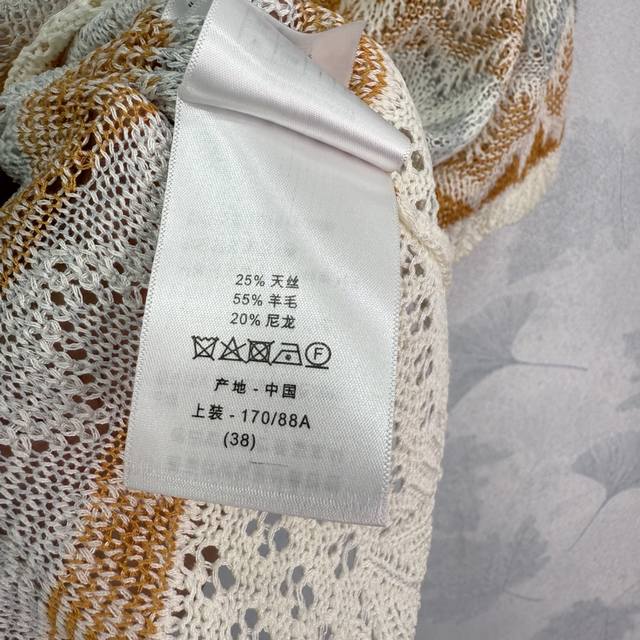 25% 天丝
55% 羊毛
20% 尼龙
F
产地 - 中国
上装 - 170/88A
(38)